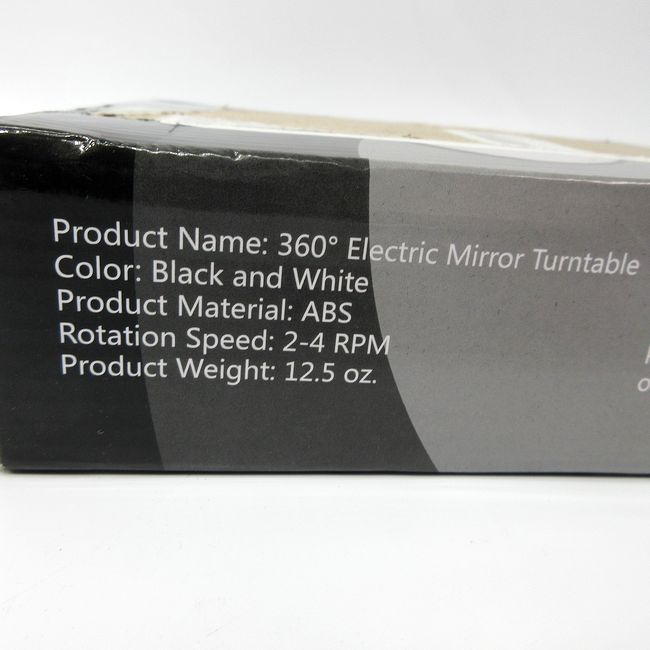 Product Name: 360° Electric Mirror Turntable
Color: Black and White
Product Material: ABS
Rotation Speed: 2-4 RPM
Product Weight: 12.5 oz.